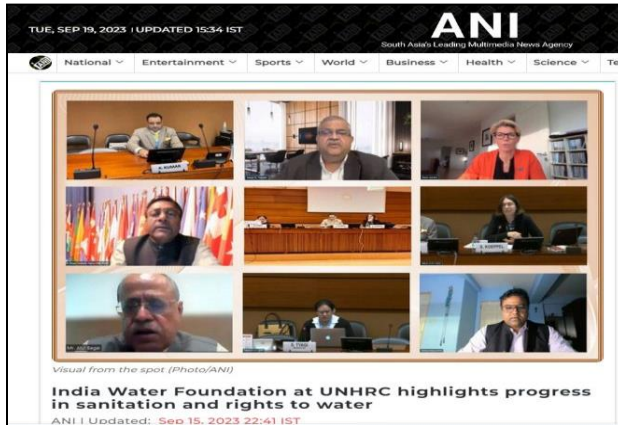 TUE, SEP 19, 2023 | UPDATED 15:34 IST
ANI
South Asia's Leading Multimedia News Agency
National Entertainment Sports World Business Health Science Te
Visual from the spot (Photo/ANI)
India Water Foundation at UNHRC highlights progress
in sanitation and rights to water
ANI | Updated: Sep 15, 2023 22:41 IST